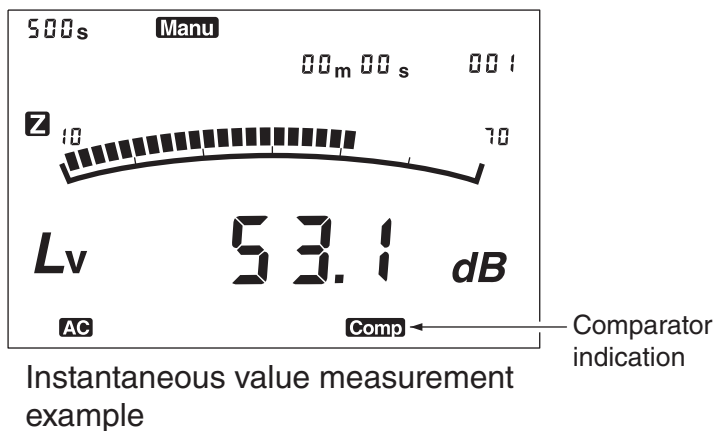 500s Manu
00m 00s 001
Z 10 70
Lv 53.1 dB
AC Comp
Comparator
indication
Instantaneous value measurement
example